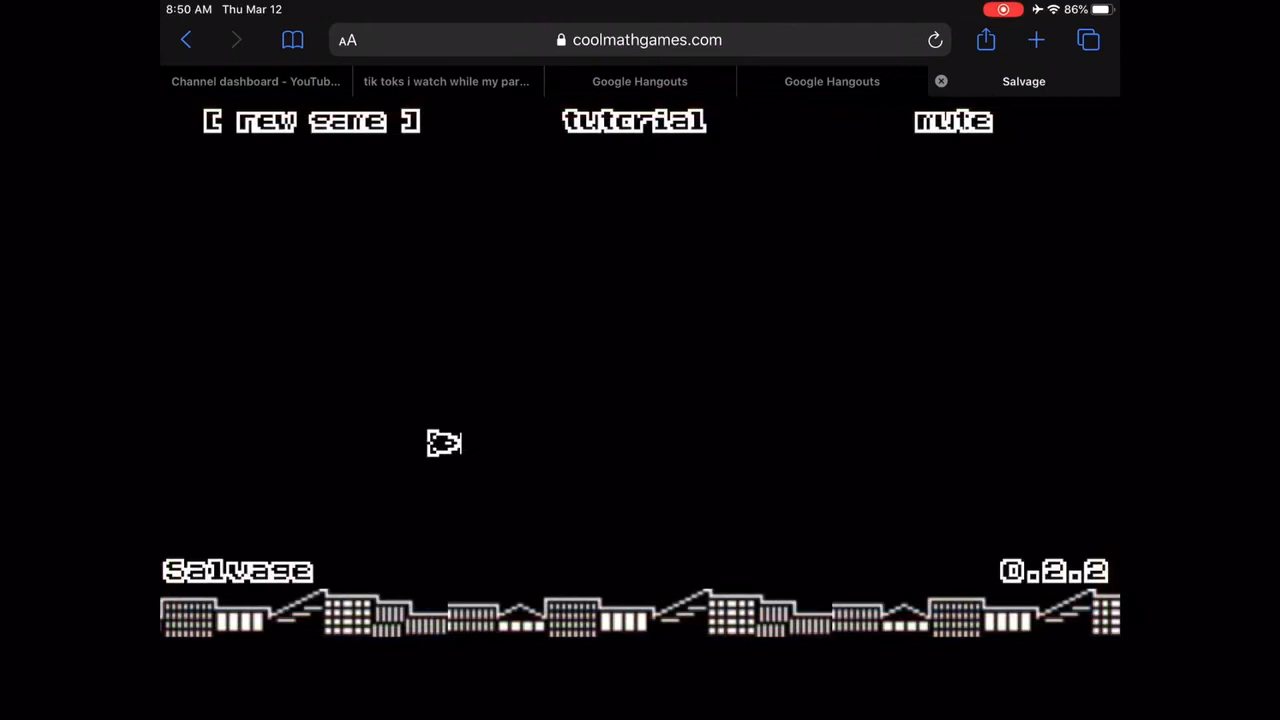 8:50 AM Thu Mar 12
86%
AA
coolmathgames.com
Channel dashboard - YouTub...
tik toks i watch while my par...
Google Hangouts
Google Hangouts
Salvage
[ new game ]
tutorial
mute
Salvage
0.2.2